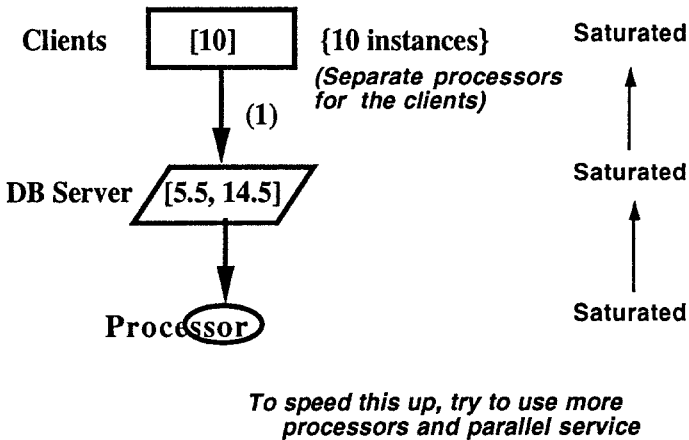 Clients [10] {10 instances} Saturated
(Separate processors
for the clients)
(1)
DB Server [5.5, 14.5] Saturated
Processor Saturated
To speed this up, try to use more
processors and parallel service